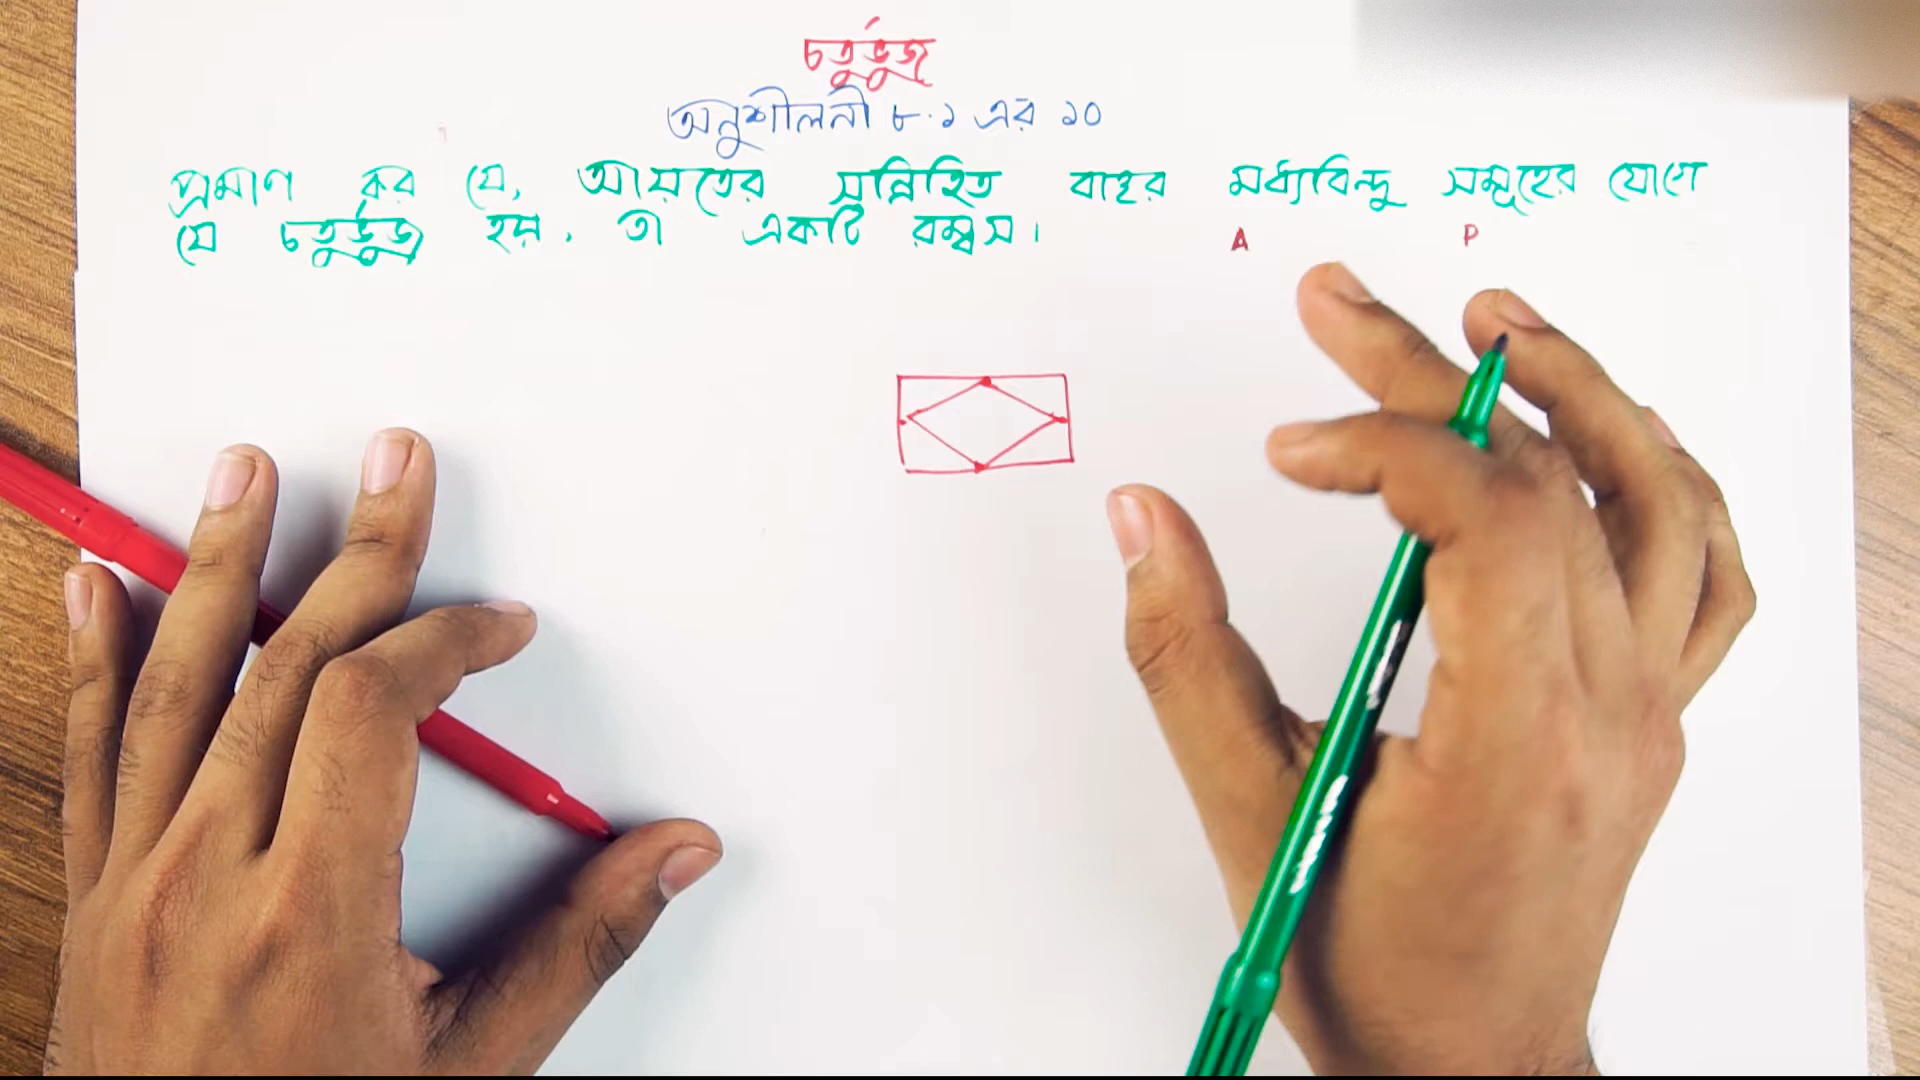 চতুর্ভুজ
অনুশীলনী ৮.১ এর ১০
প্রমাণ কর যে, আয়তের সন্নিহিত বাহুর মধ্যবিন্দু সমূহের যোগে
যে চতুর্ভুজ হয়, তা একটি রম্বস।
A P